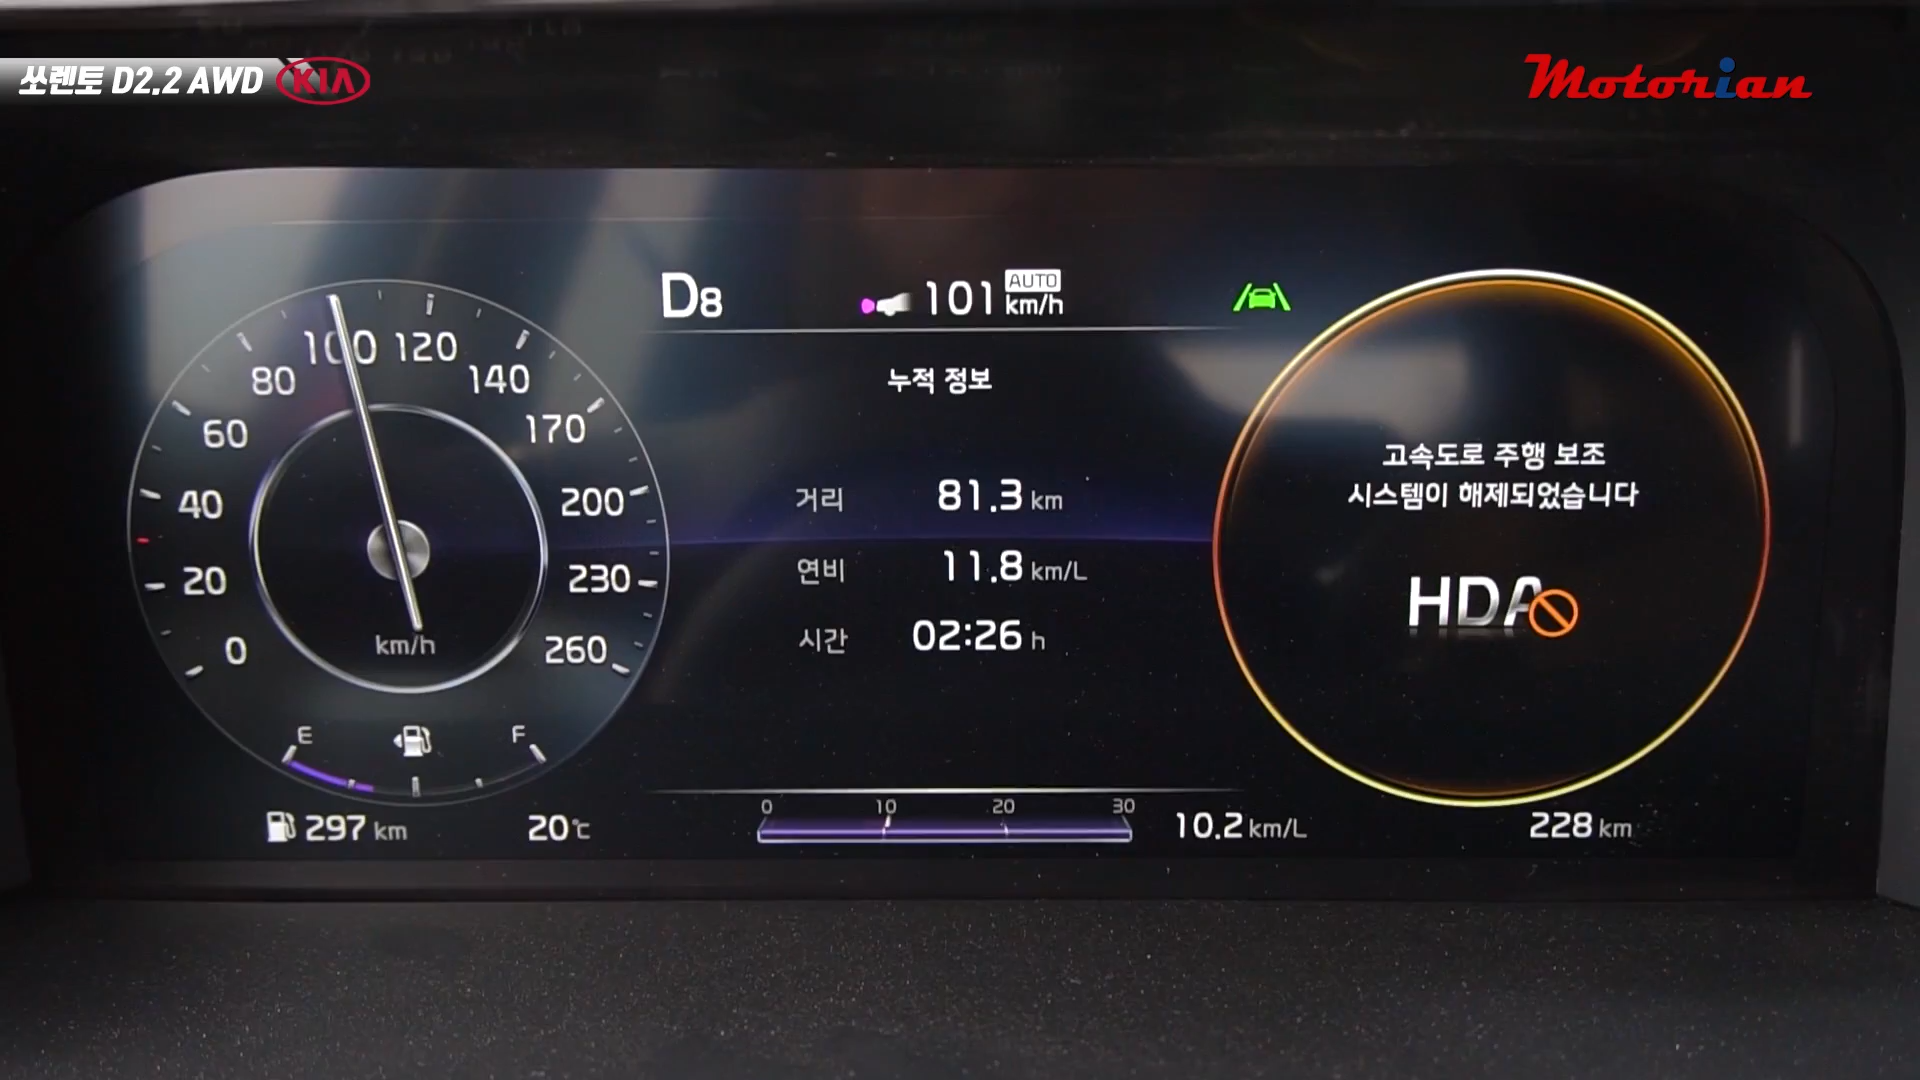 쏘렌토 D2.2 AWD KIA
Motorian
D8
101 AUTO km/h
누적 정보
거리 81.3 km
연비 11.8 km/L
시간 02:26 h
0
20
40
60
80
100
120
140
170
200
230
260
km/h
E F
297 km
20℃
0 10 20 30
10.2 km/L
고속도로 주행 보조
시스템이 해제되었습니다
HDA
228 km